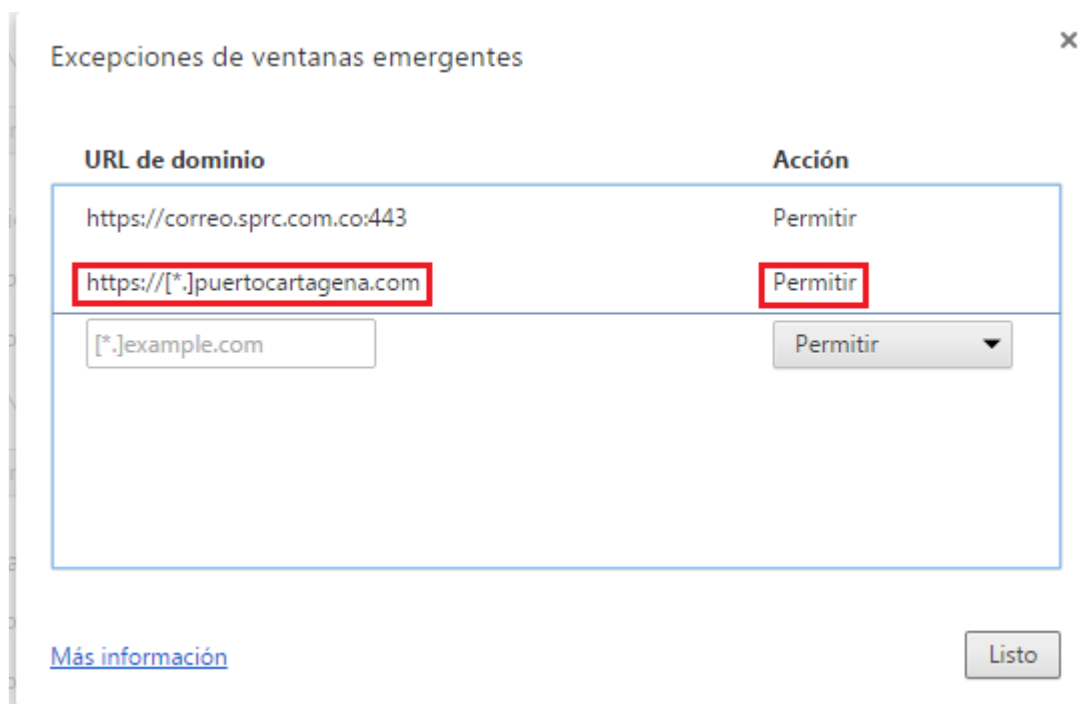 Excepciones de ventanas emergentes
×
URL de dominio Acción
https://correo.sprc.com.co:443 Permitir
https://[*.]puertocartagena.com Permitir
[*.]example.com Permitir
Más información Listo